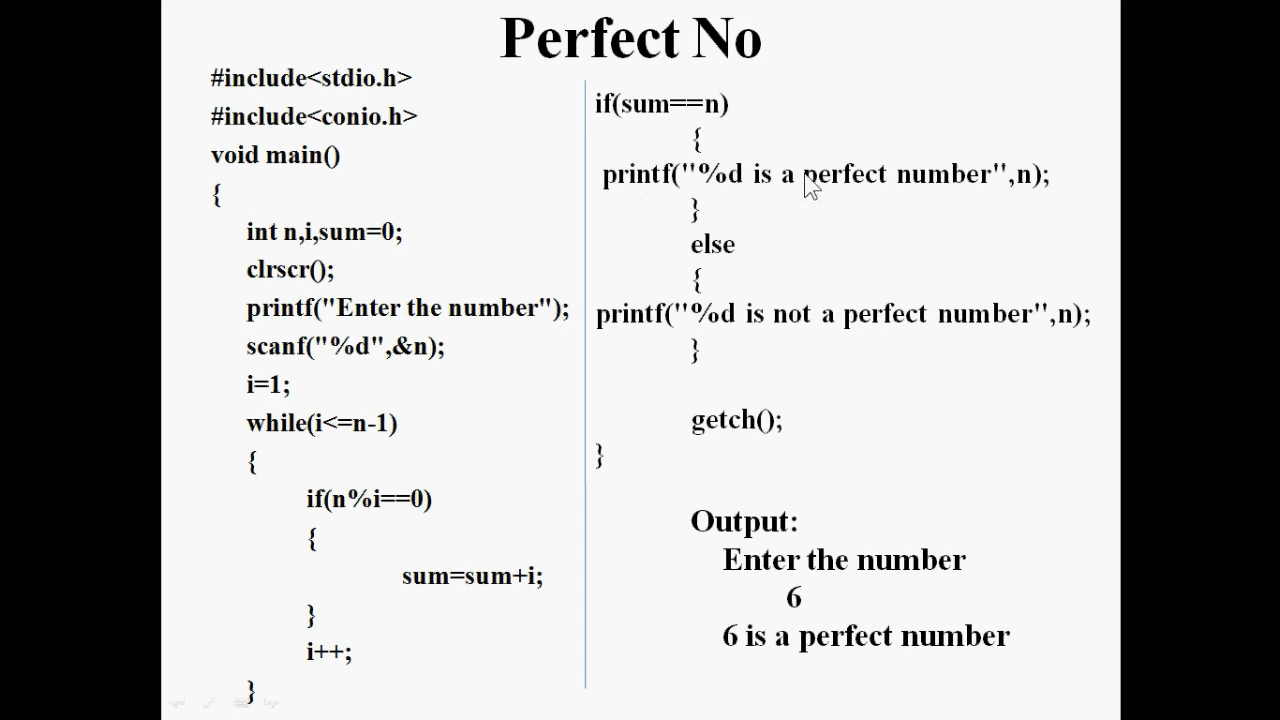 Perfect No
#include<stdio.h>
#include<conio.h>
void main()
{
int n,i,sum=0;
clrscr();
printf("Enter the number");
scanf("%d",&n);
i=1;
while(i<=n-1)
{
if(n%i==0)
{
sum=sum+i;
}
i++;
}
if(sum==n)
{
printf("%d is a perfect number",n);
}
else
{
printf("%d is not a perfect number",n);
}
getch();
}
Output:
Enter the number
6
6 is a perfect number